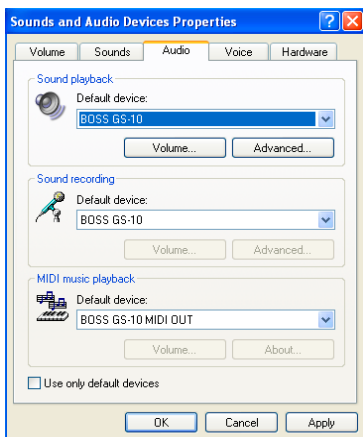 Sounds and Audio Devices Properties
Volume Sounds Audio Voice Hardware
Sound playback
Default device:
BOSS GS-10
Volume... Advanced...
Sound recording
Default device:
BOSS GS-10
Volume... Advanced...
MIDI music playback
Default device:
BOSS GS-10 MIDI OUT
Volume... About...
Use only default devices
OK Cancel Apply